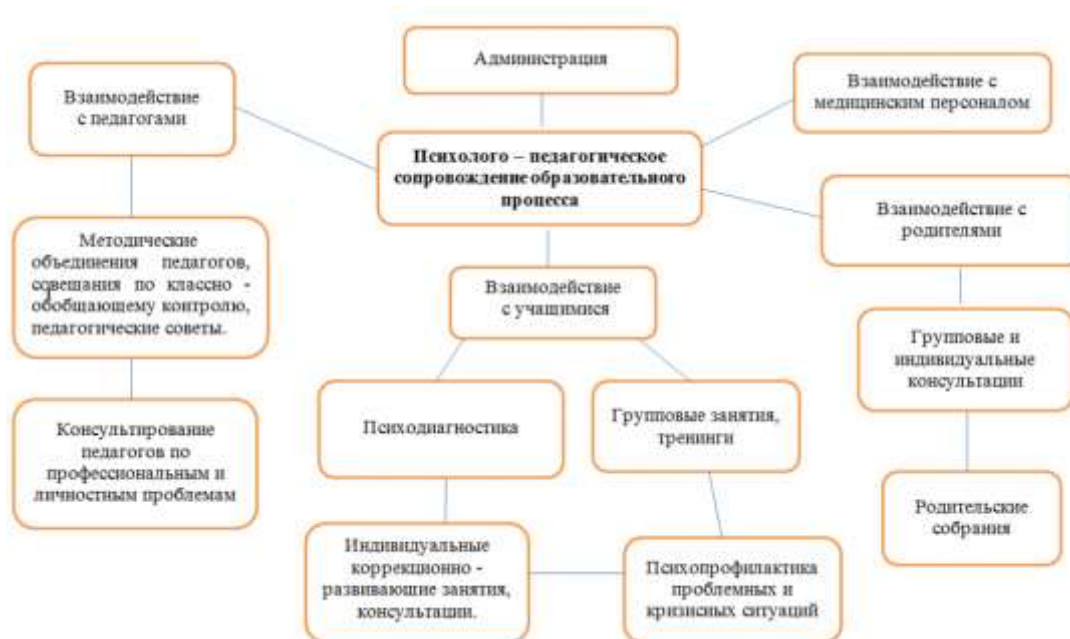 Администрация
Взаимодействие
с педагогами
Взаимодействие с
медицинским персоналом
Психолого – педагогическое
сопровождение образовательного
процесса
Взаимодействие с
родителями
Методические
объединения педагогов,
совещания по классно -
обобщающему контролю,
педагогические советы.
Взаимодействие
с учащимися
Групповые и
индивидуальные
консультации
Психодиагностика
Групповые занятия,
тренинги
Консультирование
педагогов по
профессиональным и
личностным проблемам
Родительские
собрания
Индивидуальные
коррекционно -
развивающие занятия,
консультации.
Психопрофилактика
проблемных и
кризисных ситуаций